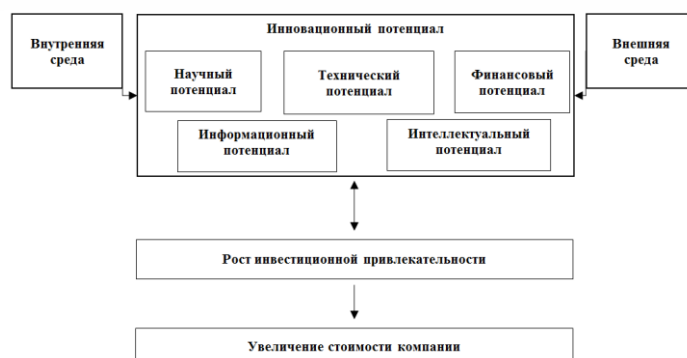 Внутренняя
среда
Инновационный потенциал
Внешняя
среда
Научный
потенциал
Технический
потенциал
Финансовый
потенциал
Информационный
потенциал
Интеллектуальный
потенциал
Рост инвестиционной привлекательности
Увеличение стоимости компании